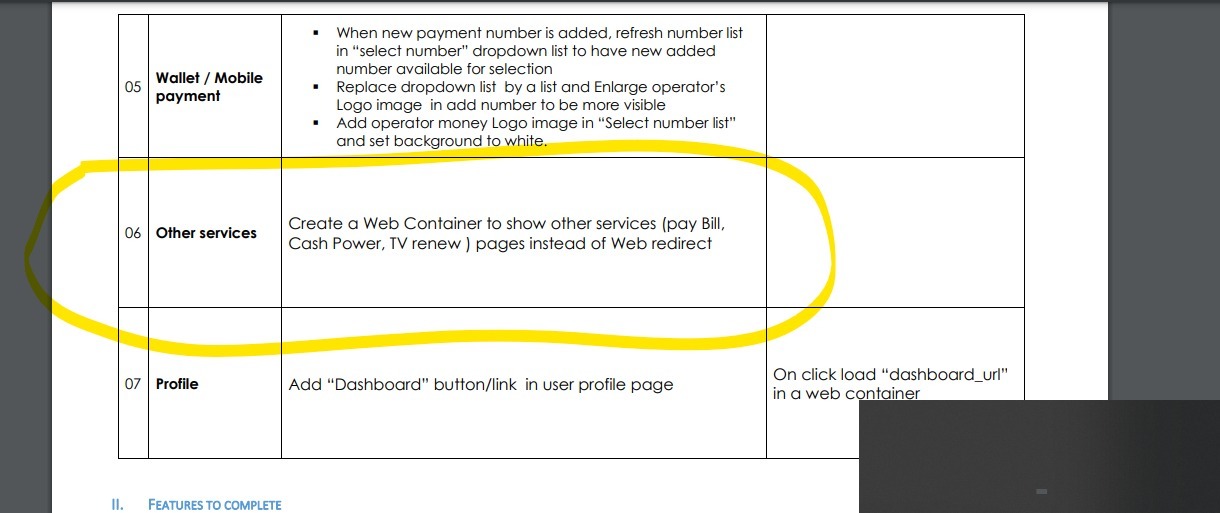 05
Wallet / Mobile
payment
▪ When new payment number is added, refresh number list
in “select number” dropdown list to have new added
number available for selection
▪ Replace dropdown list by a list and Enlarge operator’s
Logo image in add number to be more visible
▪ Add operator money Logo image in “Select number list”
and set background to white.
06
Other services
Create a Web Container to show other services (pay Bill,
Cash Power, TV renew ) pages instead of Web redirect
07
Profile
Add “Dashboard” button/link in user profile page
On click load “dashboard_url”
in a web container
II. FEATURES TO COMPLETE